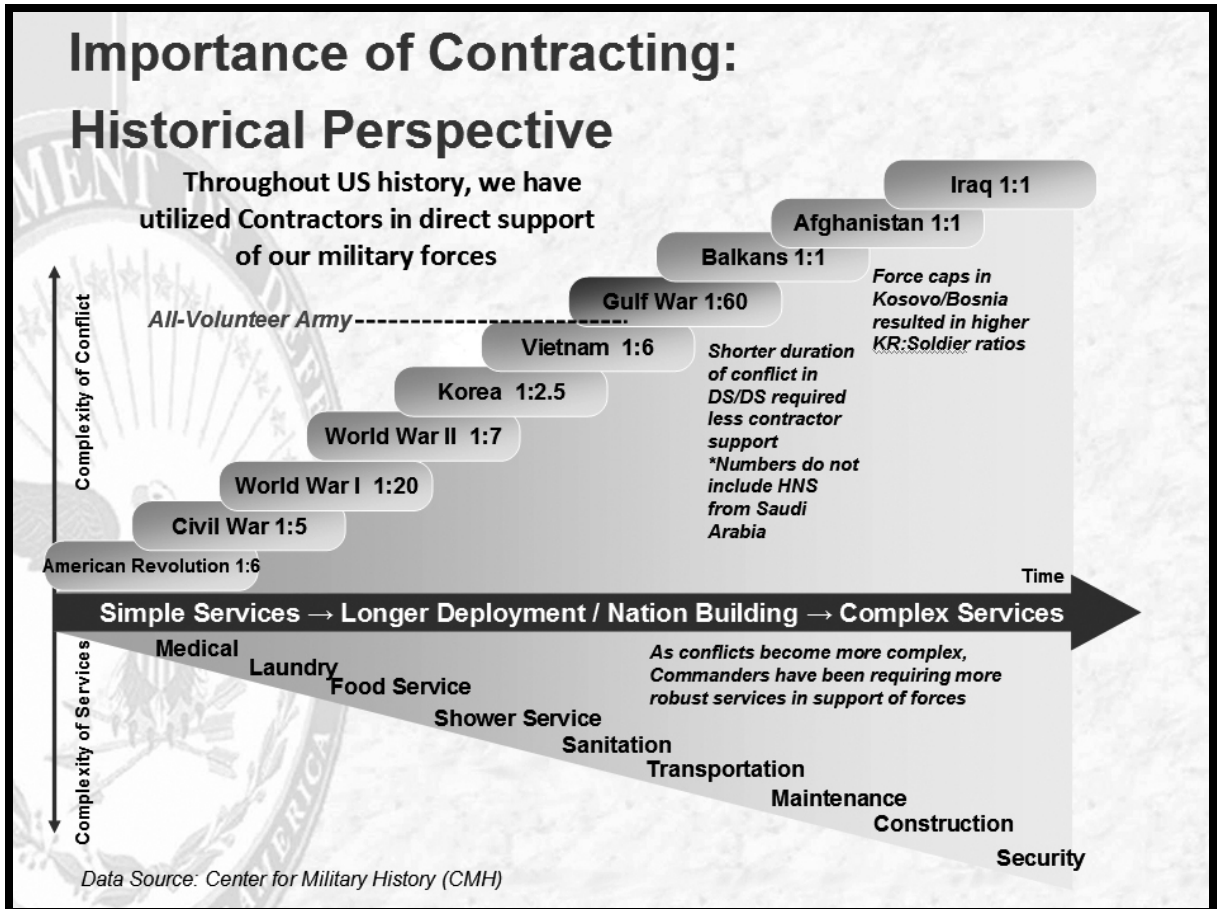 Importance of Contracting:
Historical Perspective
Throughout US history, we have
utilized Contractors in direct support
of our military forces
Iraq 1:1
Afghanistan 1:1
Balkans 1:1
Gulf War 1:60
All-Volunteer Army
Vietnam 1:6
Korea 1:2.5
World War II 1:7
World War I 1:20
Civil War 1:5
American Revolution 1:6
Force caps in
Kosovo/Bosnia
resulted in higher
KR:Soldier ratios
Shorter duration
of conflict in
DS/DS required
less contractor
support
*Numbers do not
include HNS
from Saudi
Arabia
Complexity of Conflict
Time
Simple Services → Longer Deployment / Nation Building → Complex Services
Complexity of Services
Medical
Laundry
Food Service
Shower Service
Sanitation
Transportation
Maintenance
Construction
Security
As conflicts become more complex,
Commanders have been requiring more
robust services in support of forces
Data Source: Center for Military History (CMH)
MENT DEFE
AMERICA